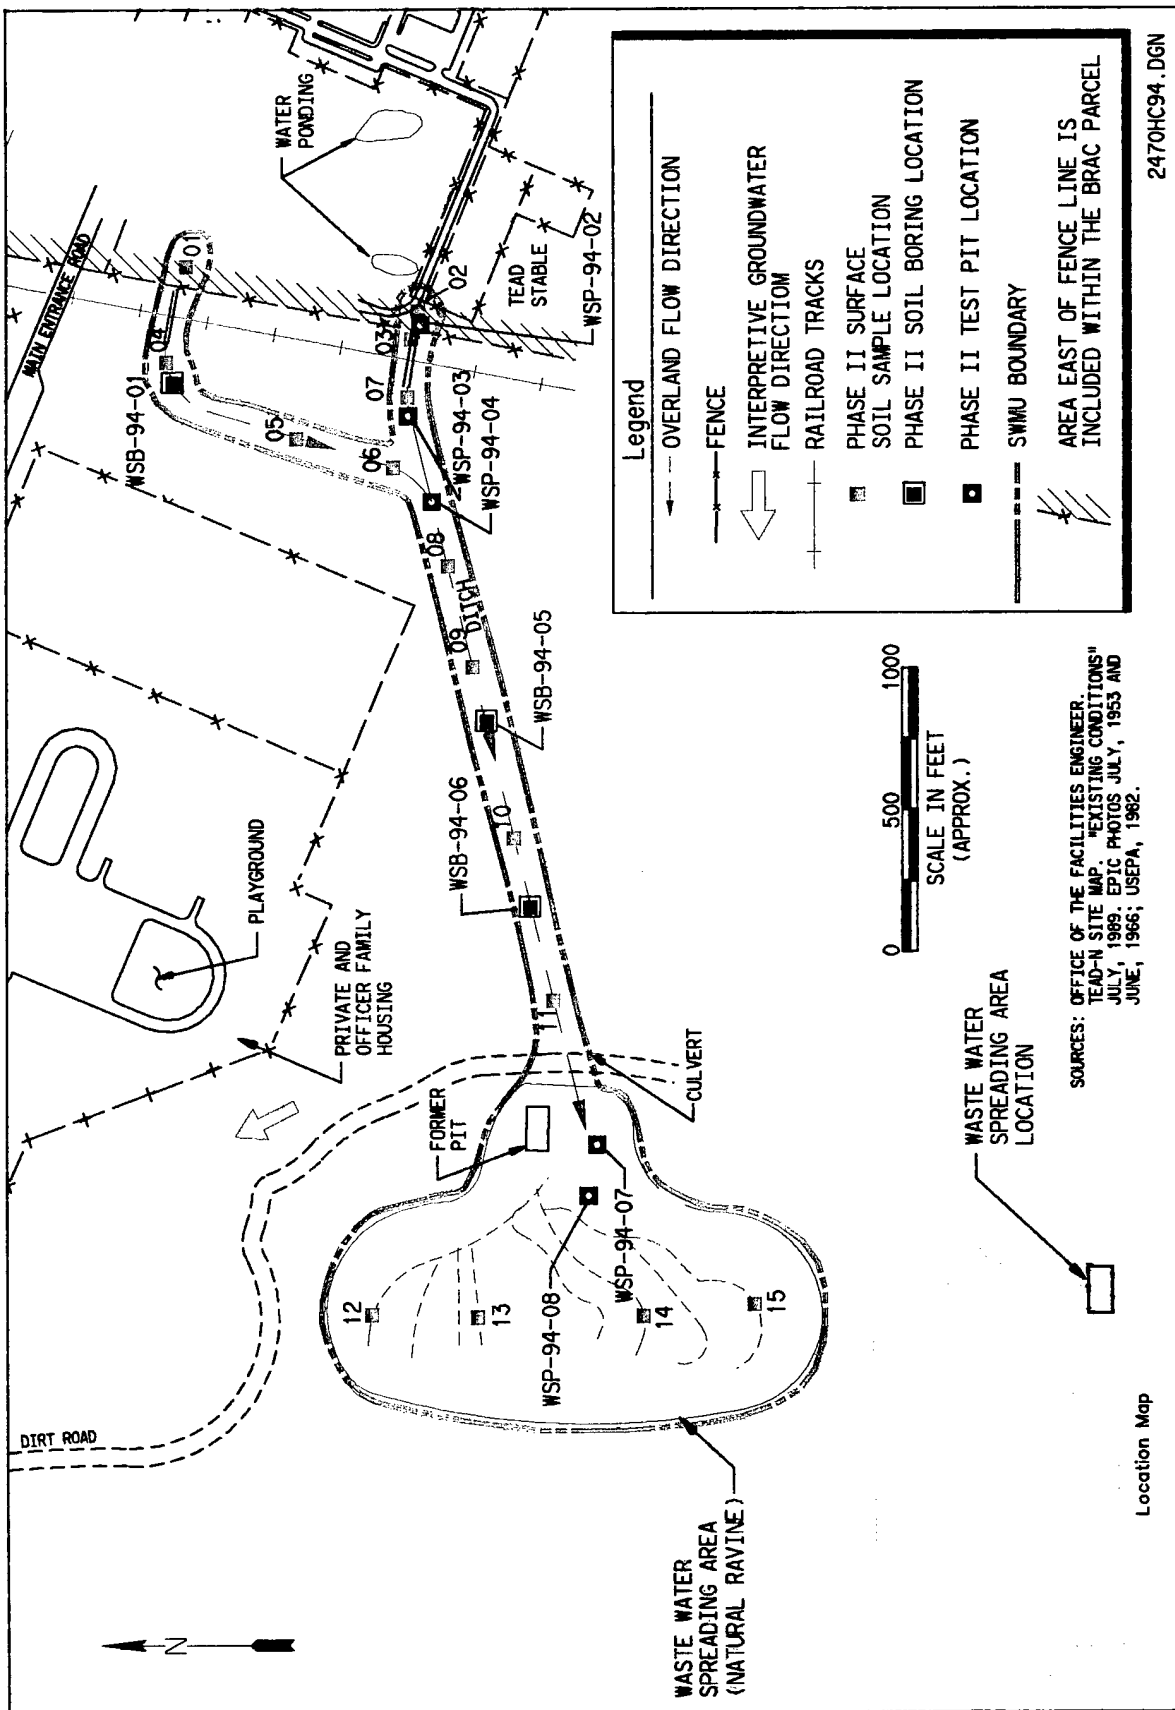 MAIN ENTRANCE ROAD
WATER
PONDING
WSB-94-01
04
01
05
06
07
03
02
TEAD
STABLE
WSP-94-02
WSP-94-03
WSP-94-04
08
DITCH
09
WSB-94-05
10
WSB-94-06
11
PLAYGROUND
PRIVATE AND
OFFICER FAMILY
HOUSING
CULVERT
FORMER
PIT
WSP-94-07
WSP-94-08
12
13
14
15
DIRT ROAD
WASTE WATER
SPREADING AREA
(NATURAL RAVINE)
N
Legend
OVERLAND FLOW DIRECTION
FENCE
INTERPRETIVE GROUNDWATER
FLOW DIRECTIOM
RAILROAD TRACKS
PHASE II SURFACE
SOIL SAMPLE LOCATION
PHASE II SOIL BORING LOCATION
PHASE II TEST PIT LOCATION
SWMU BOUNDARY
AREA EAST OF FENCE LINE IS
INCLUDED WITHIN THE BRAC PARCEL
0 500 1000
SCALE IN FEET
(APPROX.)
SOURCES: OFFICE OF THE FACILITIES ENGINEER.
TEAD-N SITE MAP. "EXISTING CONDITIONS"
JULY, 1989. EPIC PHOTOS JULY, 1953 AND
JUNE, 1966; USEPA, 1982.
WASTE WATER
SPREADING AREA
LOCATION
Location Map
2470HC94.DGN